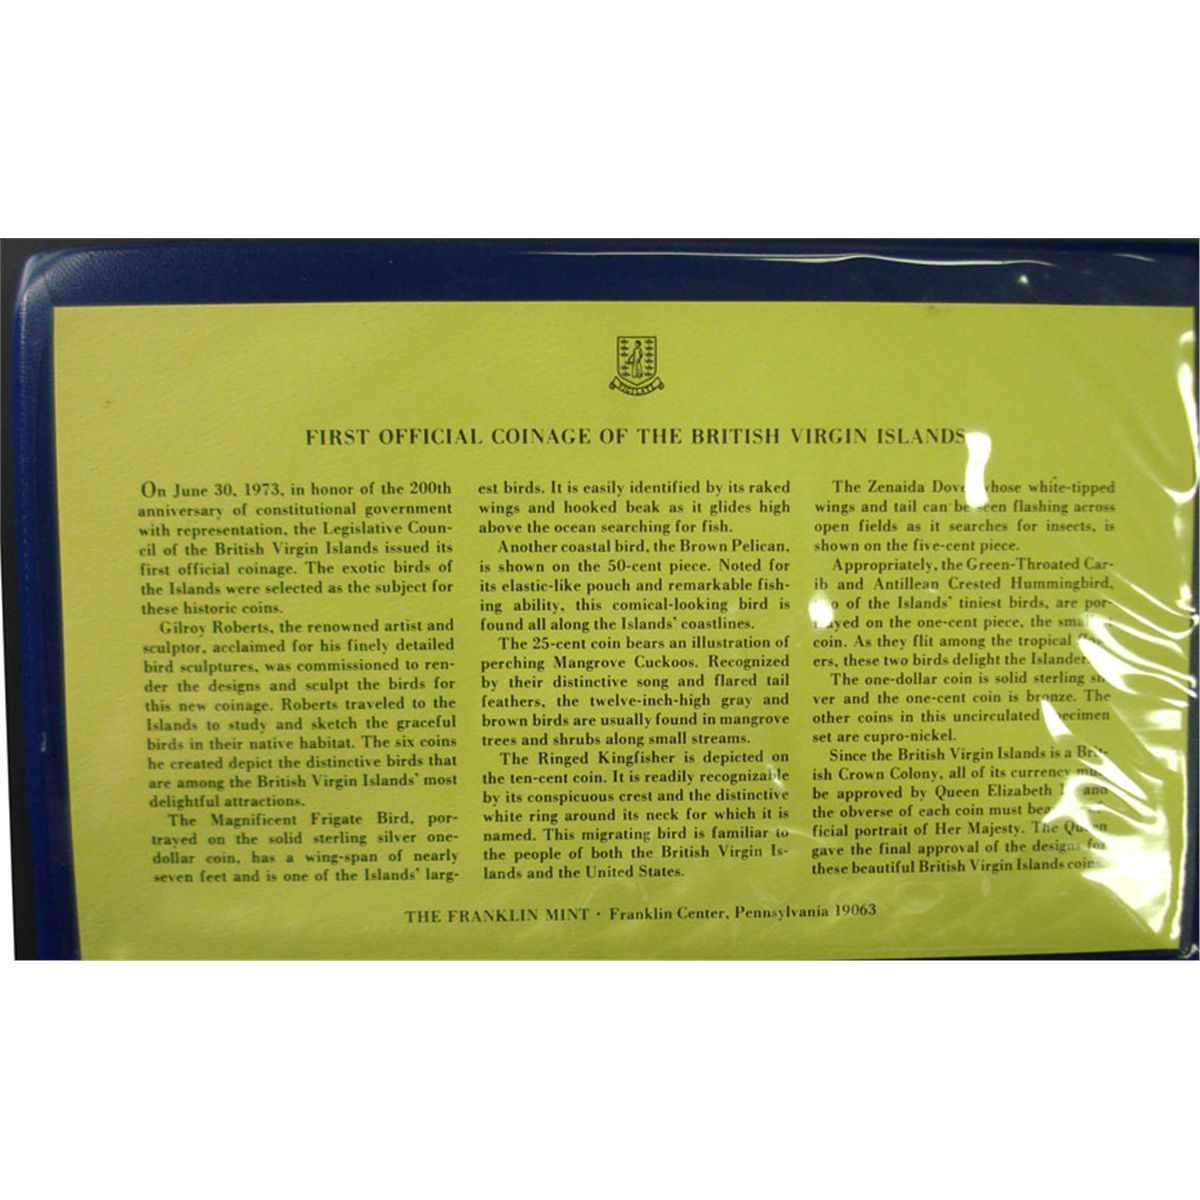 VIGILATE
FIRST OFFICIAL COINAGE OF THE BRITISH VIRGIN ISLANDS
On June 30, 1973, in honor of the 200th
anniversary of constitutional government
with representation, the Legislative Coun-
cil of the British Virgin Islands issued its
first official coinage. The exotic birds of
the Islands were selected as the subject for
these historic coins.
Gilroy Roberts, the renowned artist and
sculptor, acclaimed for his finely detailed
bird sculptures, was commissioned to ren-
der the designs and sculpt the birds for
this new coinage. Roberts traveled to the
Islands to study and sketch the graceful
birds in their native habitat. The six coins
he created depict the distinctive birds that
are among the British Virgin Islands' most
delightful attractions.
The Magnificent Frigate Bird, por-
trayed on the solid sterling silver one-
dollar coin, has a wing-span of nearly
seven feet and is one of the Islands' larg-
est birds. It is easily identified by its raked
wings and hooked beak as it glides high
above the ocean searching for fish.
Another coastal bird, the Brown Pelican,
is shown on the 50-cent piece. Noted for
its elastic-like pouch and remarkable fish-
ing ability, this comical-looking bird is
found all along the Islands' coastlines.
The 25-cent coin bears an illustration of
perching Mangrove Cuckoos. Recognized
by their distinctive song and flared tail
feathers, the twelve-inch-high gray and
brown birds are usually found in mangrove
trees and shrubs along small streams.
The Ringed Kingfisher is depicted on
the ten-cent coin. It is readily recognizable
by its conspicuous crest and the distinctive
white ring around its neck for which it is
named. This migrating bird is familiar to
the people of both the British Virgin Is-
lands and the United States.
The Zenaida Dove, whose white-tipped
wings and tail can be seen flashing across
open fields as it searches for insects, is
shown on the five-cent piece.
Appropriately, the Green-Throated Car-
ib and Antillean Crested Hummingbird,
two of the Islands' tiniest birds, are por-
trayed on the one-cent piece, the smallest
coin. As they flit among the tropical flow-
ers, these two birds delight the Islanders.
The one-dollar coin is solid sterling sil-
ver and the one-cent coin is bronze. The
other coins in this uncirculated specimen
set are cupro-nickel.
Since the British Virgin Islands is a Brit-
ish Crown Colony, all of its currency must
be approved by Queen Elizabeth and
the obverse of each coin must bear
ficial portrait of Her Majesty. The Queen
gave the final approval of the designs for
these beautiful British Virgin Islands coins.
THE FRANKLIN MINT · Franklin Center, Pennsylvania 19063